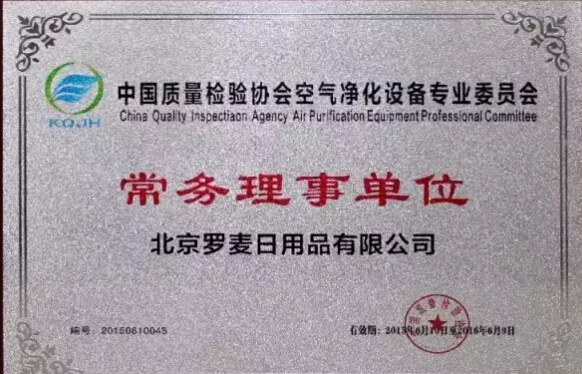 中国质量检验协会空气净化设备专业委员会
China Quality Inspectiaon Agency Air Purification Equipment Professional Committee
KQJH
常务理事单位
北京罗麦日用品有限公司
编号：20150610045
有效期：2015年6月10日至2016年6月9日